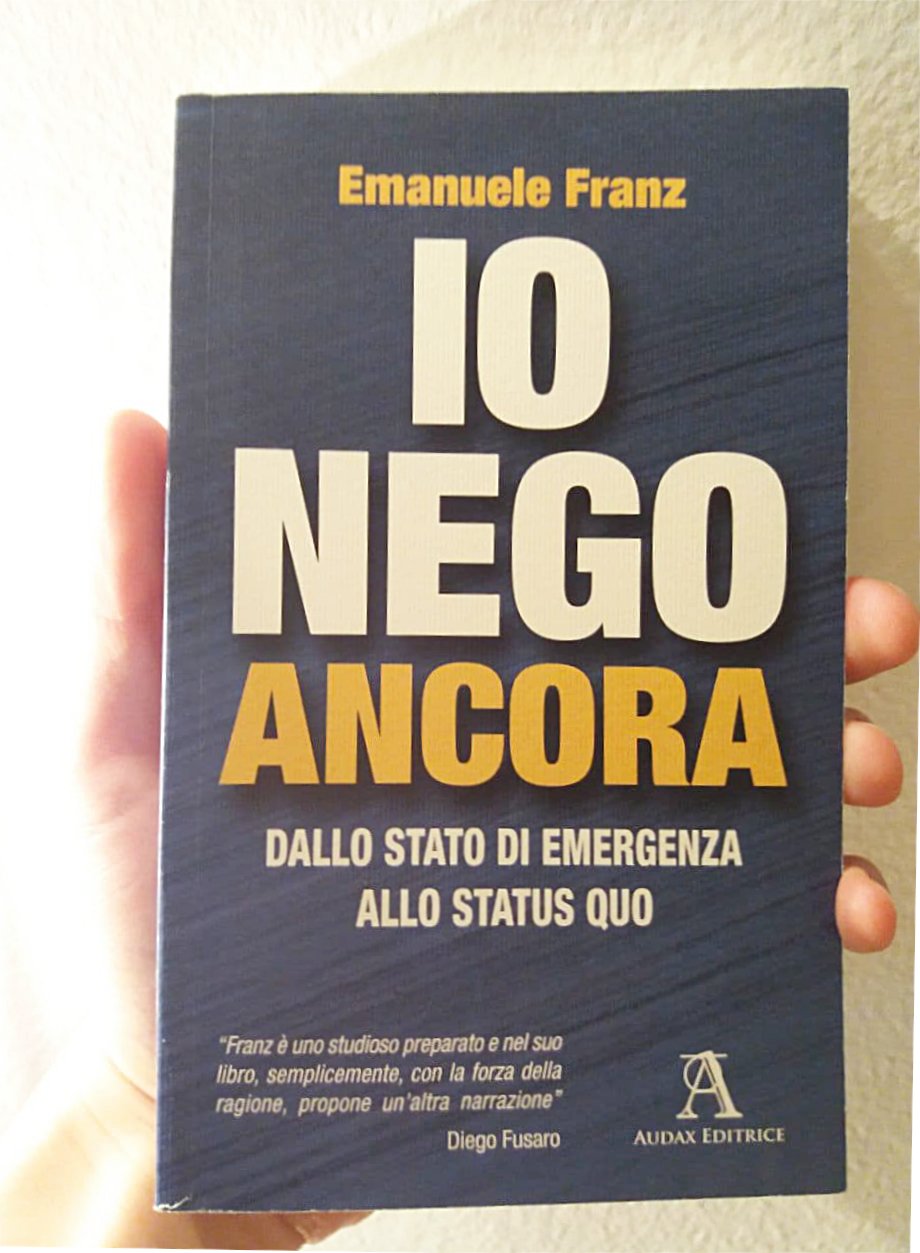 Emanuele Franz
IO
NEGO
ANCORA
DALLO STATO DI EMERGENZA
ALLO STATUS QUO
"Franz è uno studioso preparato e nel suo
libro, semplicemente, con la forza della
ragione, propone un'altra narrazione"
Diego Fusaro
A
AUDAX EDITRICE